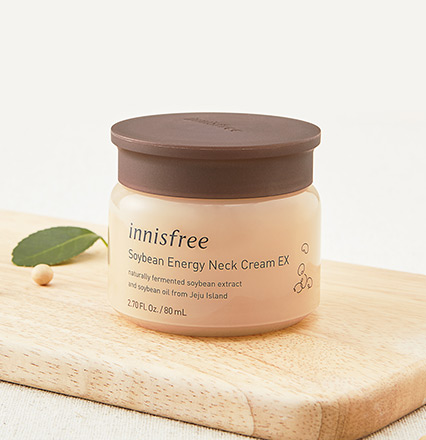 innisfree
innisfree
Soybean Energy Neck Cream EX
naturally fermented soybean extract
and soybean oil from Jeju Island
2.70 FL Oz. / 80 mL